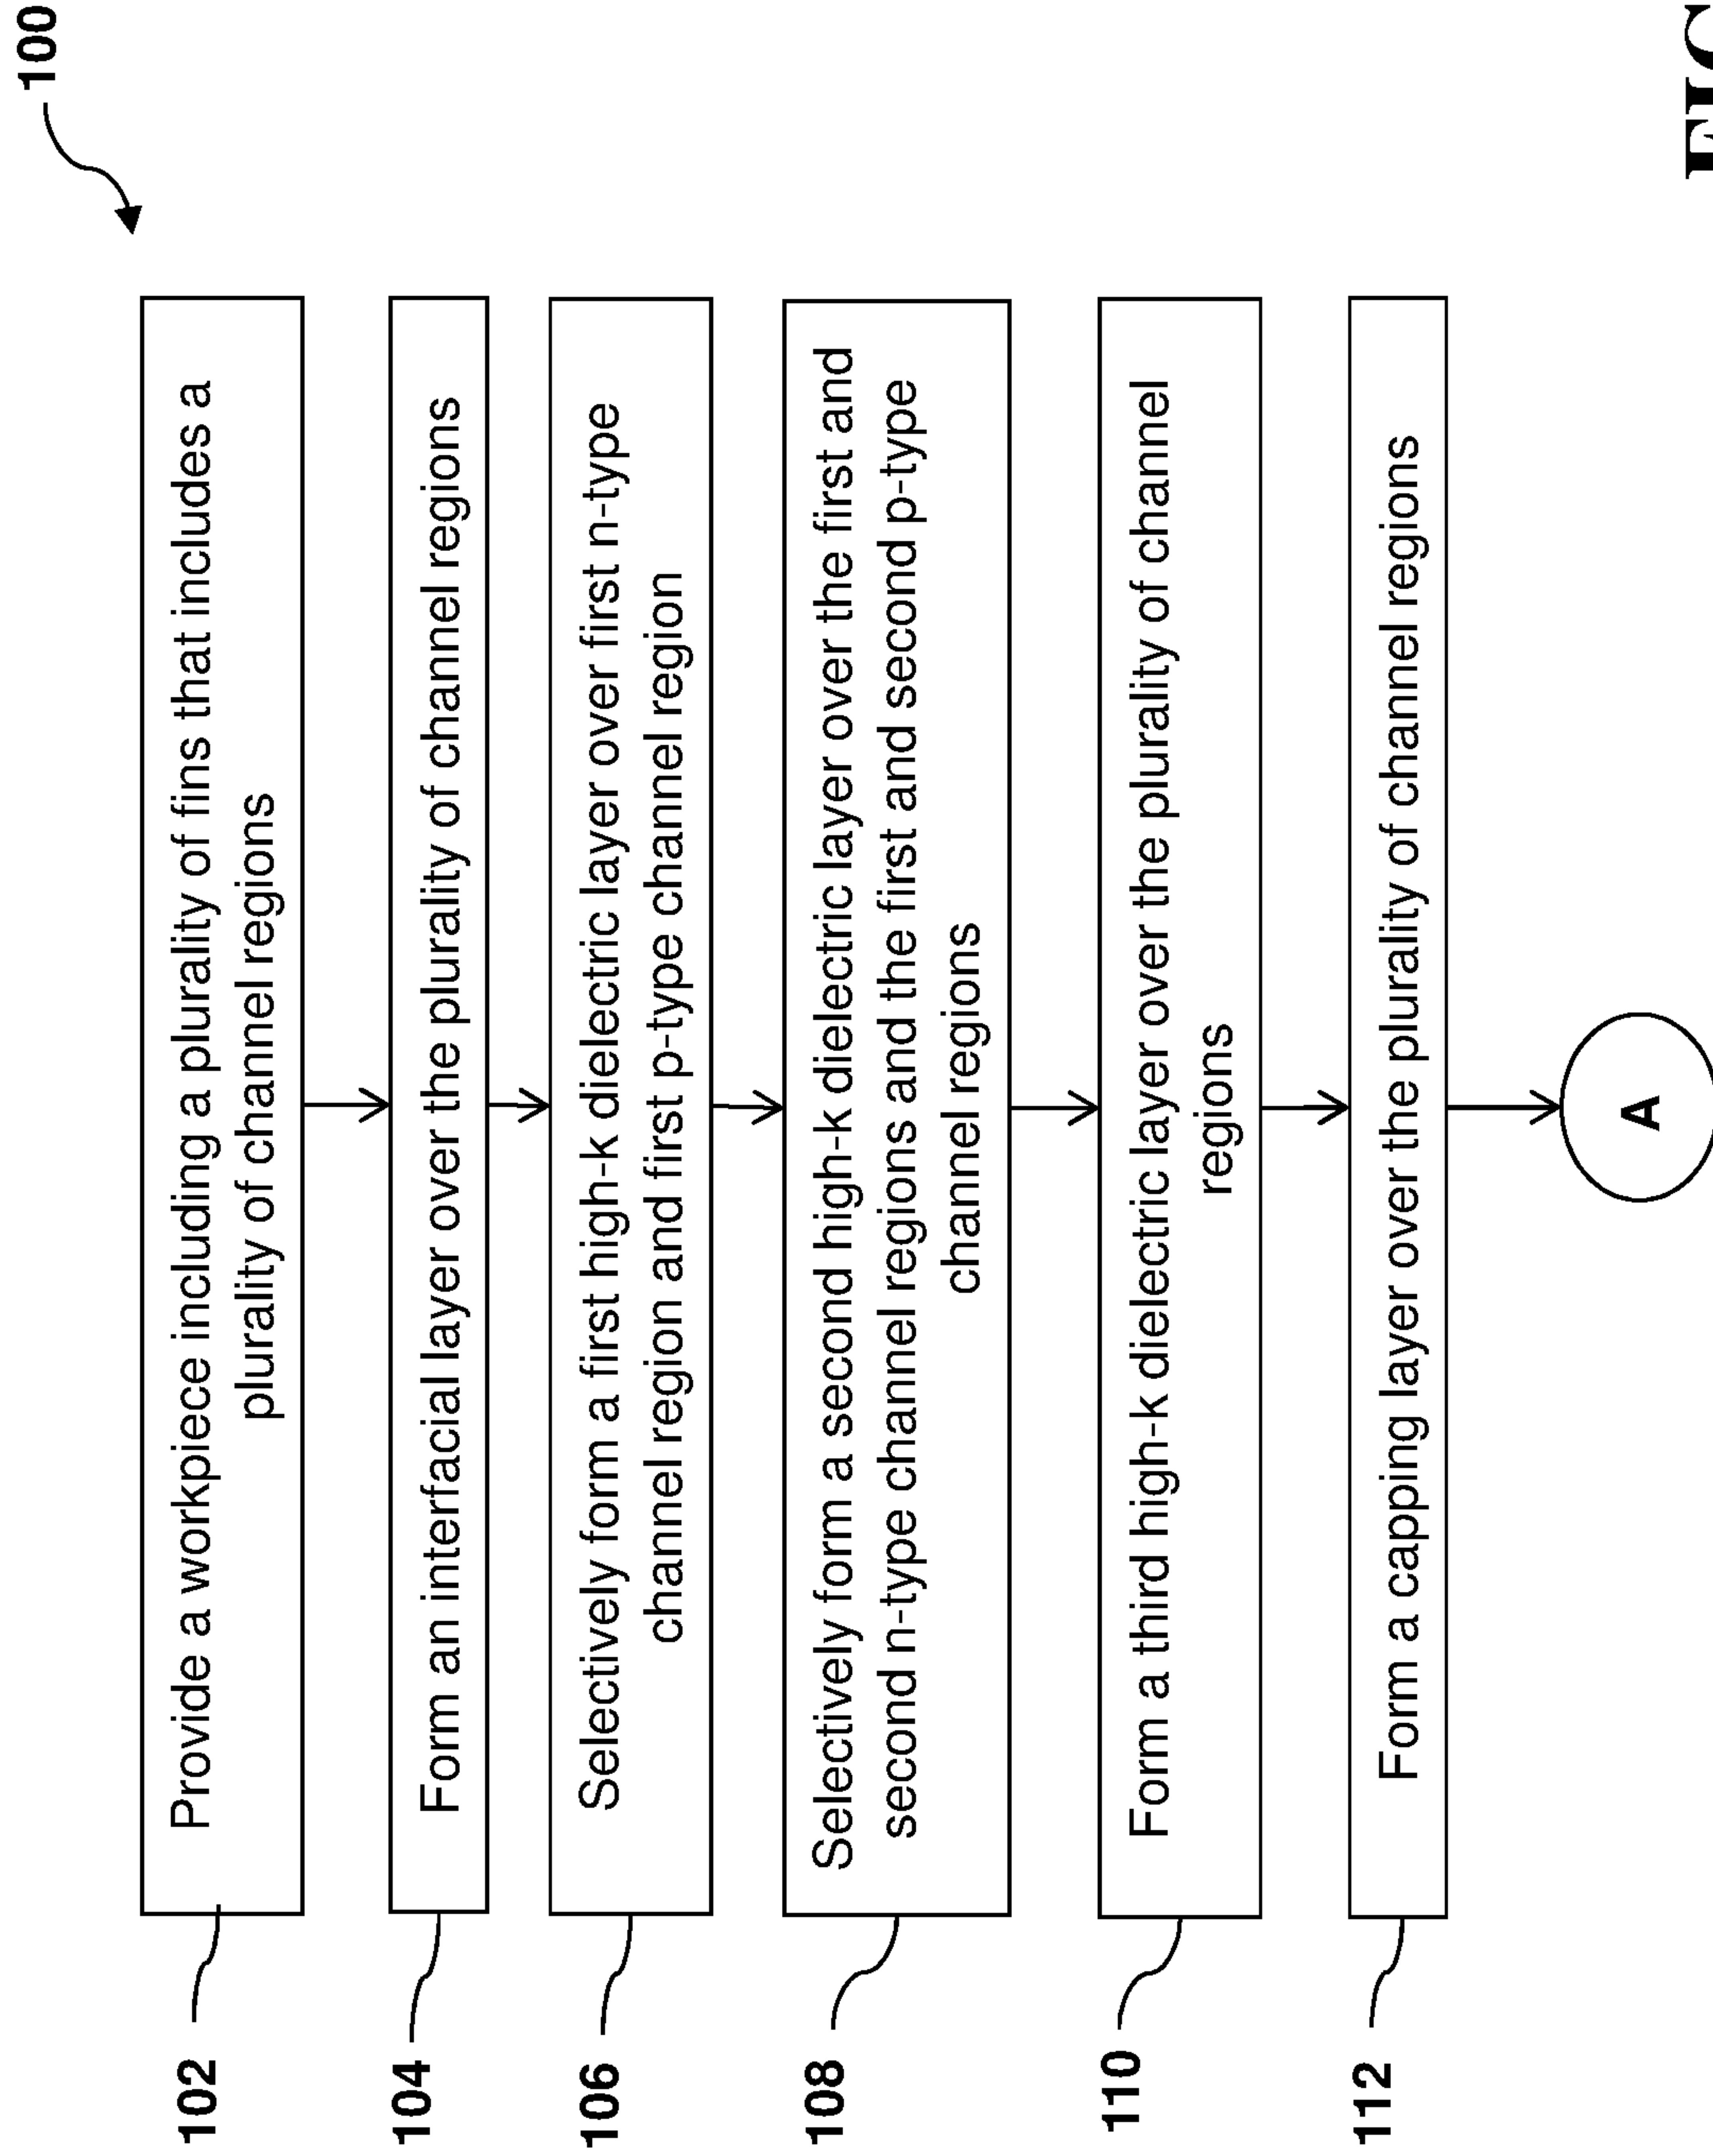 100
102
Provide a workpiece including a plurality of fins that includes a
plurality of channel regions
104
Form an interfacial layer over the plurality of channel regions
106
Selectively form a first high-k dielectric layer over first n-type
channel region and first p-type channel region
108
Selectively form a second high-k dielectric layer over the first and
second n-type channel regions and the first and second p-type
channel regions
110
Form a third high-k dielectric layer over the plurality of channel
regions
112
Form a capping layer over the plurality of channel regions
A